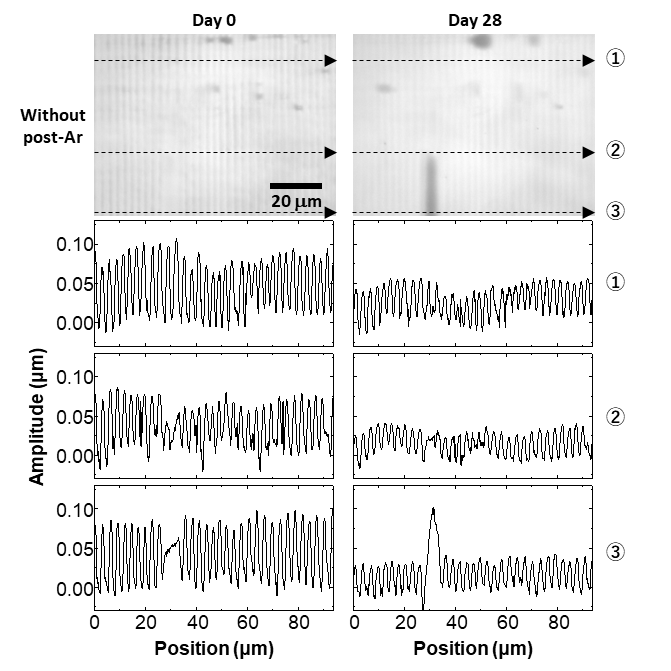 Day 0 Day 28
Without
post-Ar
①
②
20 μm
③
0.10
0.05
0.00
①
0.10
0.05
0.00
②
0.10
0.05
0.00
③
Amplitude (μm)
0 20 40 60 80 0 20 40 60 80
Position (μm) Position (μm)